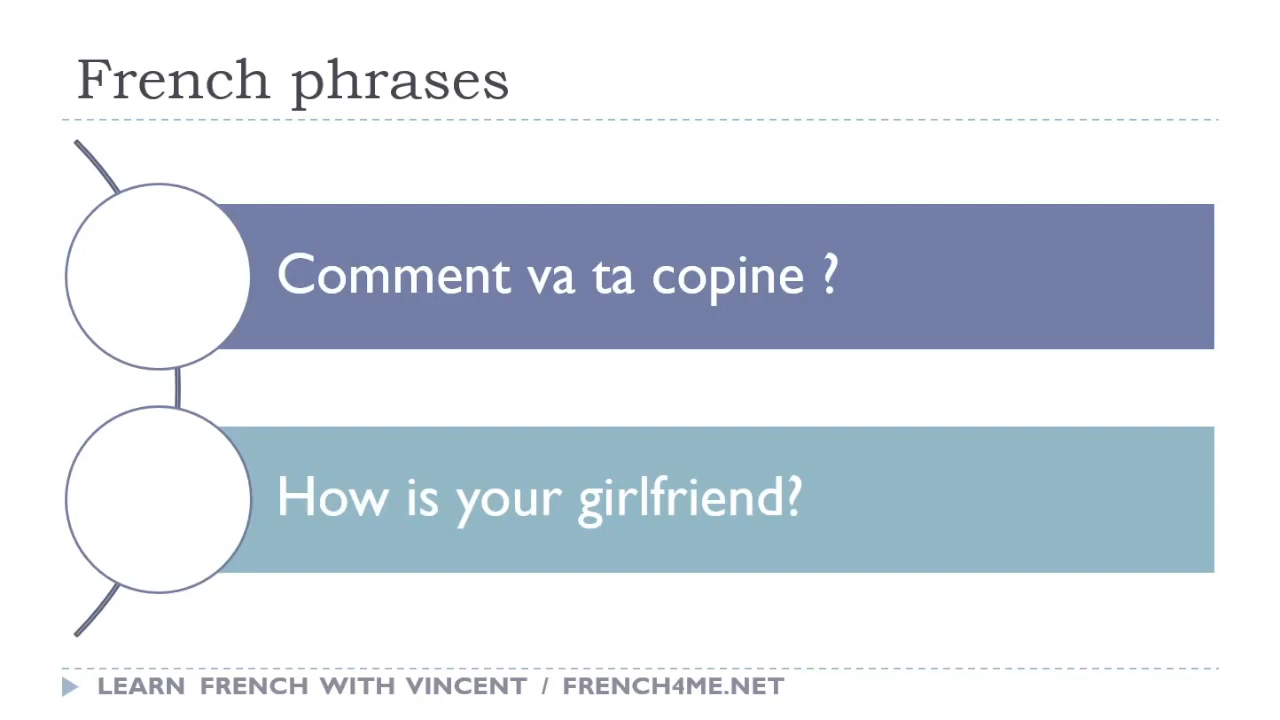 French phrases
Comment va ta copine ?
How is your girlfriend?
LEARN FRENCH WITH VINCENT / FRENCH4ME.NET